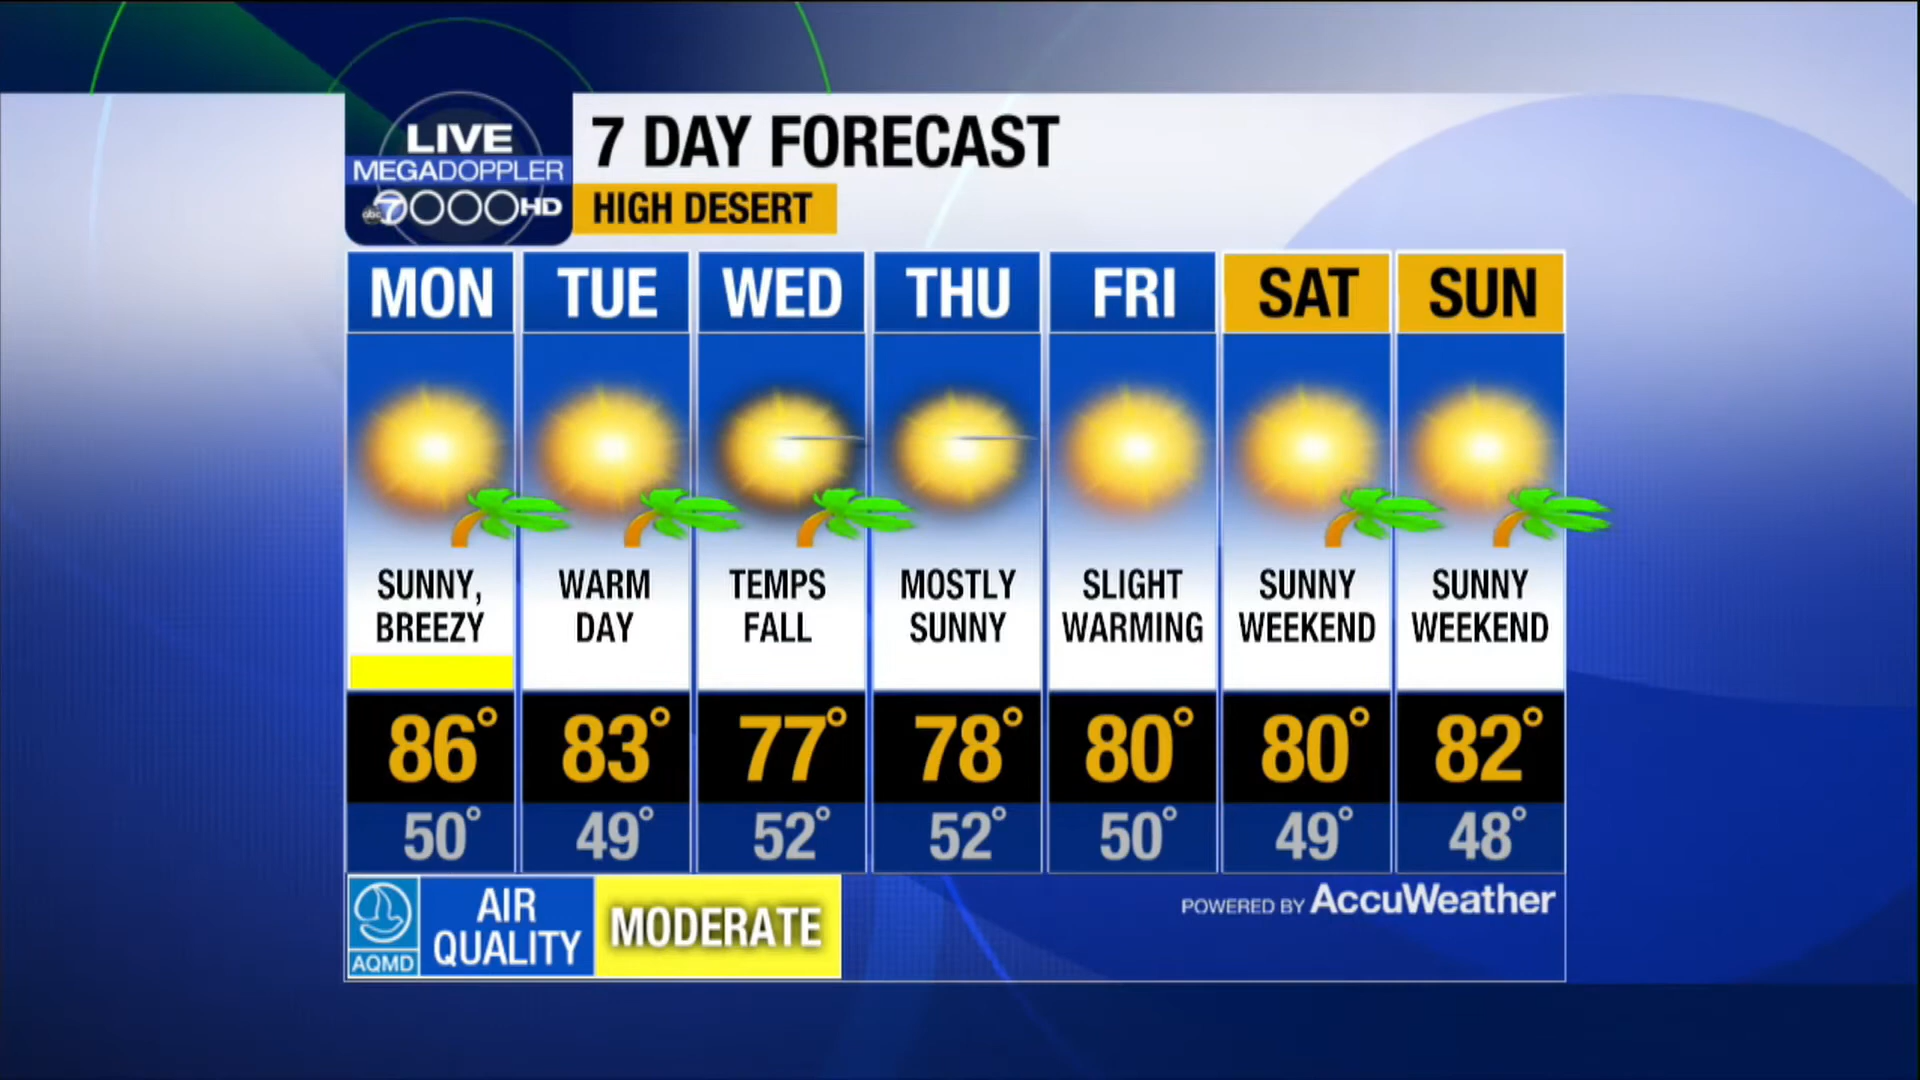 LIVE
MEGADOPPLER
abc 7000HD
7 DAY FORECAST
HIGH DESERT
MON TUE WED THU FRI SAT SUN
SUNNY, BREEZY
WARM DAY
TEMPS FALL
MOSTLY SUNNY
SLIGHT WARMING
SUNNY WEEKEND
SUNNY WEEKEND
86° 83° 77° 78° 80° 80° 82°
50° 49° 52° 52° 50° 49° 48°
AQMD
AIR
QUALITY
MODERATE
POWERED BY AccuWeather